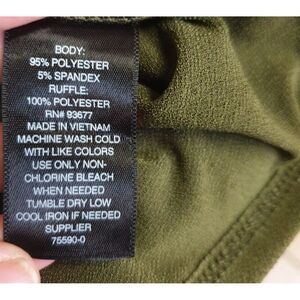 BODY:
95% POLYESTER
5% SPANDEX
RUFFLE:
100% POLYESTER
RN# 93677
MADE IN VIETNAM
MACHINE WASH COLD
WITH LIKE COLORS
USE ONLY NON-
CHLORINE BLEACH
WHEN NEEDED
TUMBLE DRY LOW
COOL IRON IF NEEDED
SUPPLIER
75590-0